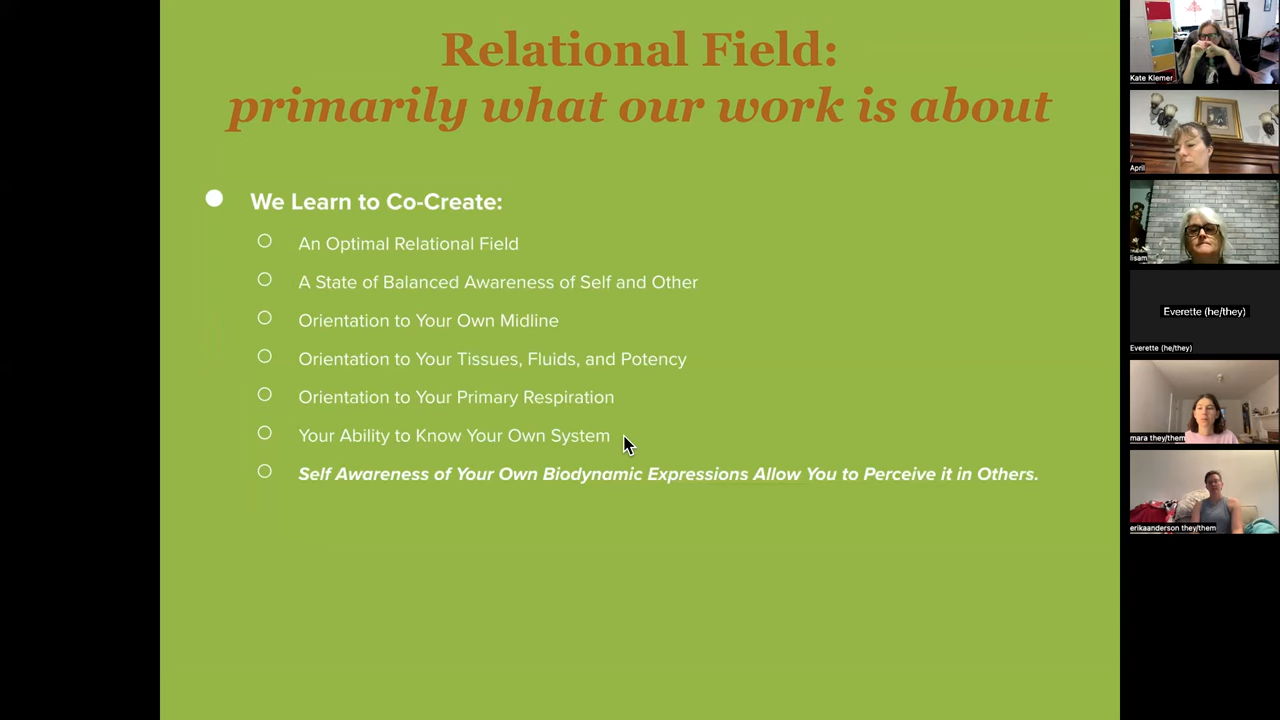 Relational Field:
primarily what our work is about
We Learn to Co-Create:
An Optimal Relational Field
A State of Balanced Awareness of Self and Other
Orientation to Your Own Midline
Orientation to Your Tissues, Fluids, and Potency
Orientation to Your Primary Respiration
Your Ability to Know Your Own System
Self Awareness of Your Own Biodynamic Expressions Allow You to Perceive it in Others.
Kate Klemer
April
lisam
Everette (he/they)
Everette (he/they)
mara they/them
erikaanderson they/them